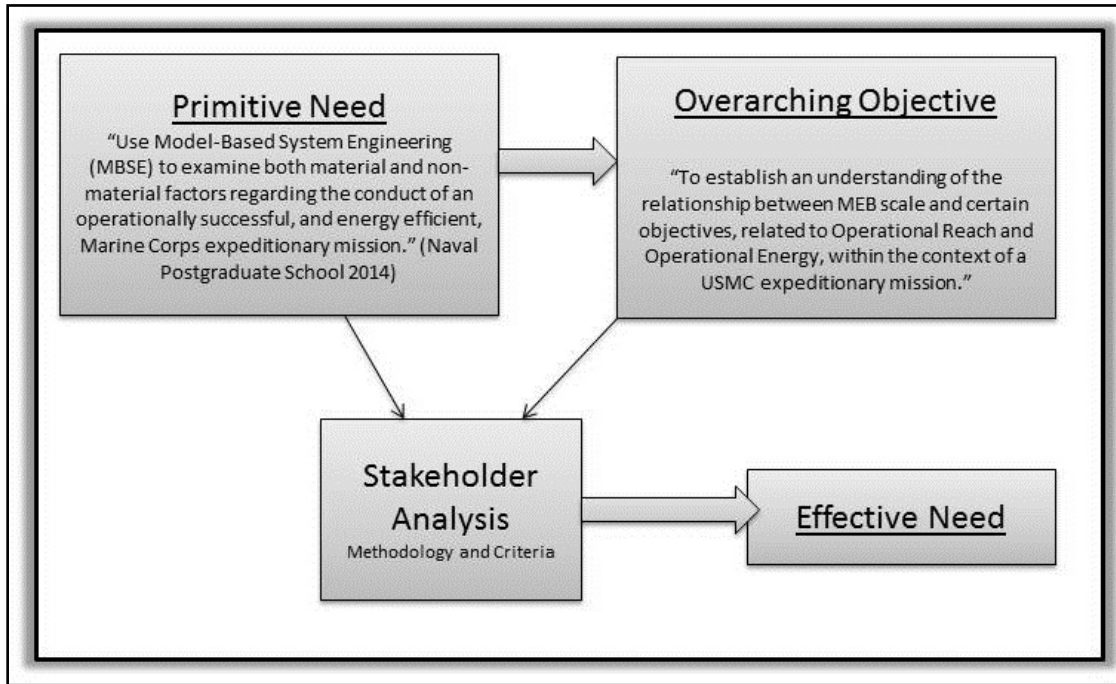 Primitive Need
“Use Model-Based System Engineering
(MBSE) to examine both material and non-
material factors regarding the conduct of an
operationally successful, and energy efficient,
Marine Corps expeditionary mission.” (Naval
Postgraduate School 2014)
Overarching Objective
“To establish an understanding of the
relationship between MEB scale and certain
objectives, related to Operational Reach and
Operational Energy, within the context of a
USMC expeditionary mission.”
Stakeholder
Analysis
Methodology and Criteria
Effective Need